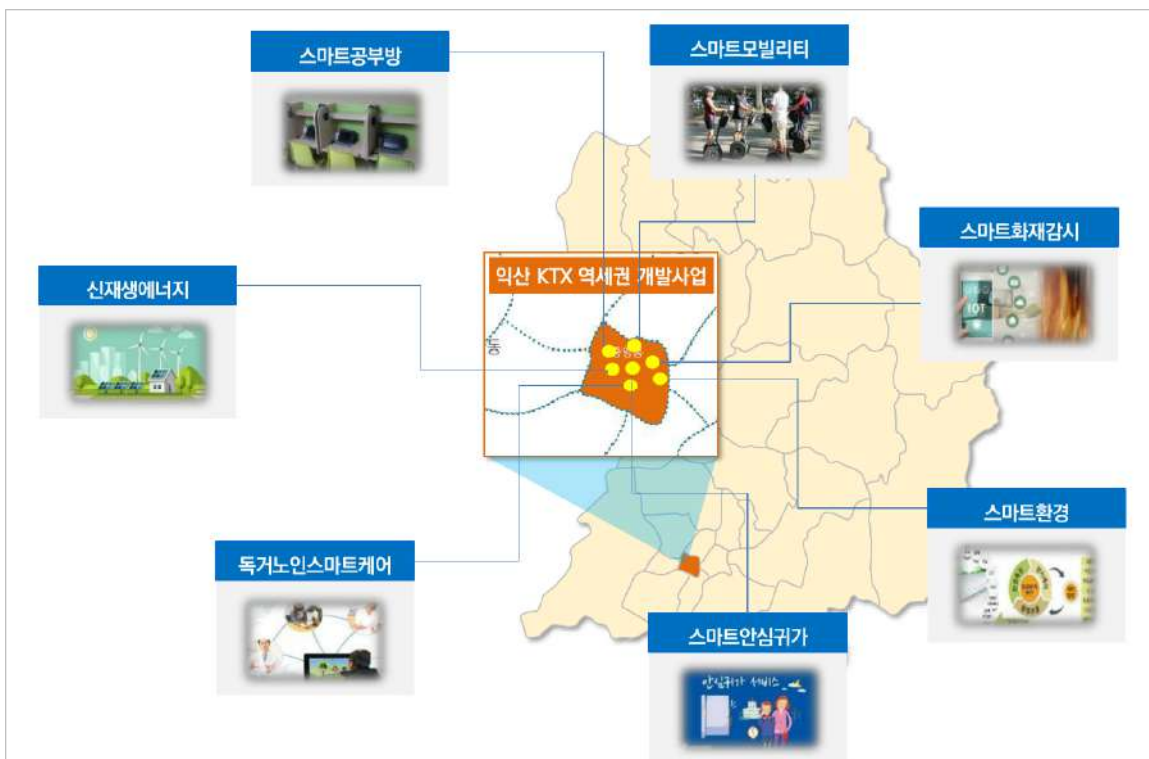 스마트공부방
스마트모빌리티
스마트화재감시
IOT
익산 KTX 역세권 개발사업
신재생에너지
동
스마트환경
독거노인스마트케어
스마트안심귀가
안심귀가 서비스